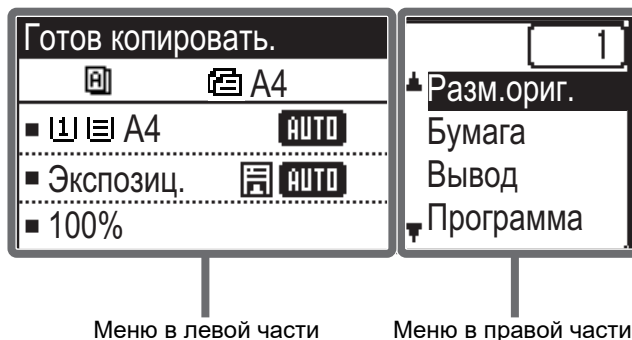 Готов копировать.
A A4
1 A4 AUTO
Экспозиц. AUTO
100%
1
Разм.ориг.
Бумага
Вывод
Программа
Меню в левой части
Меню в правой части